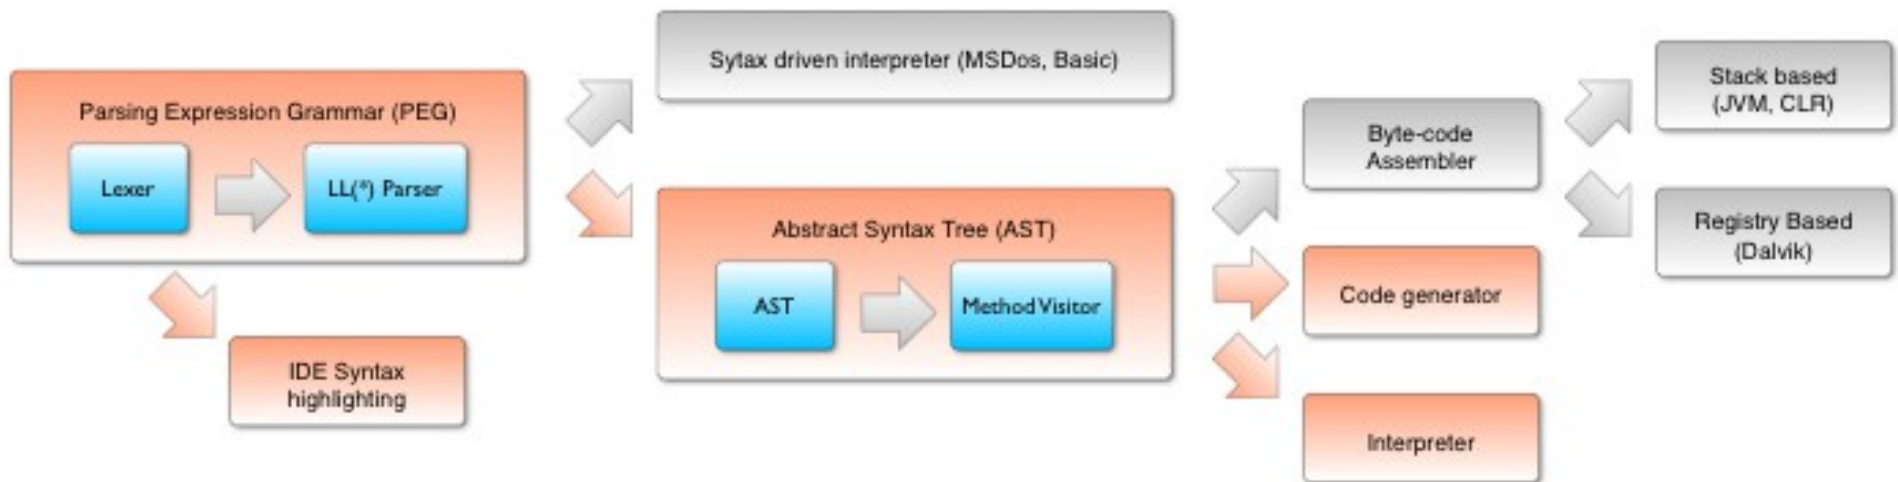 Parsing Expression Grammar (PEG)
Lexer
LL(*) Parser
IDE Syntax
highlighting
Sytax driven interpreter (MSDos, Basic)
Abstract Syntax Tree (AST)
AST
Method Visitor
Byte-code
Assembler
Code generator
Interpreter
Stack based
(JVM, CLR)
Registry Based
(Dalvik)